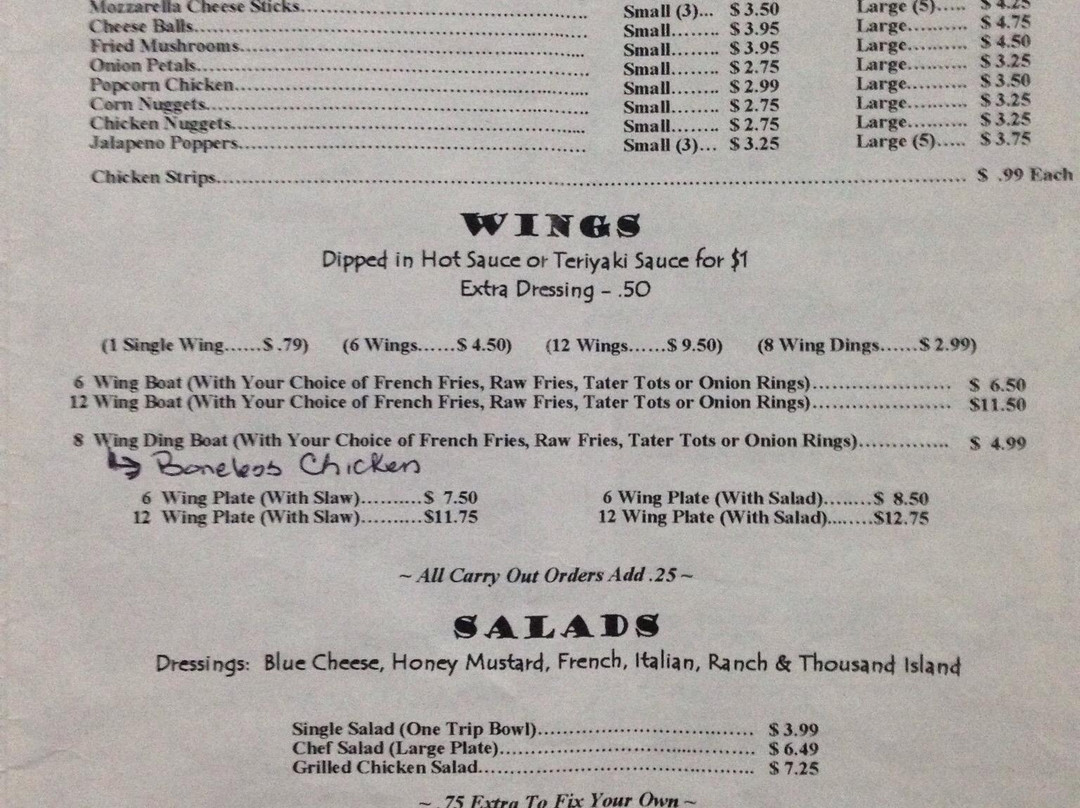 Mozzarella Cheese Sticks.......... Small (3)... $ 3.50 Large (5)..... $ 4.25
Cheese Balls.......... Small........ $ 3.95 Large.......... $ 4.75
Fried Mushrooms.......... Small........ $ 3.95 Large.......... $ 4.50
Onion Petals.......... Small........ $ 2.75 Large.......... $ 3.25
Popcorn Chicken.......... Small........ $ 2.99 Large.......... $ 3.50
Corn Nuggets.......... Small........ $ 2.75 Large.......... $ 3.25
Chicken Nuggets.......... Small........ $ 2.75 Large.......... $ 3.25
Jalapeno Poppers.......... Small (3)... $ 3.25 Large (5)..... $ 3.75
Chicken Strips.......... $ .99 Each
WINGS
Dipped in Hot Sauce or Teriyaki Sauce for $1
Extra Dressing - .50
(1 Single Wing......$ .79) (6 Wings......$ 4.50) (12 Wings......$ 9.50) (8 Wing Dings......$ 2.99)
6 Wing Boat (With Your Choice of French Fries, Raw Fries, Tater Tots or Onion Rings).......... $ 6.50
12 Wing Boat (With Your Choice of French Fries, Raw Fries, Tater Tots or Onion Rings).......... $11.50
8 Wing Ding Boat (With Your Choice of French Fries, Raw Fries, Tater Tots or Onion Rings).......... $ 4.99
Boneless Chicken
6 Wing Plate (With Slaw)..........$ 7.50 6 Wing Plate (With Salad)........$ 8.50
12 Wing Plate (With Slaw)..........$11.75 12 Wing Plate (With Salad)........$12.75
~ All Carry Out Orders Add .25 ~
SALADS
Dressings: Blue Cheese, Honey Mustard, French, Italian, Ranch & Thousand Island
Single Salad (One Trip Bowl).......... $ 3.99
Chef Salad (Large Plate).......... $ 6.49
Grilled Chicken Salad.......... $ 7.25
~ .75 Extra To Fix Your Own ~